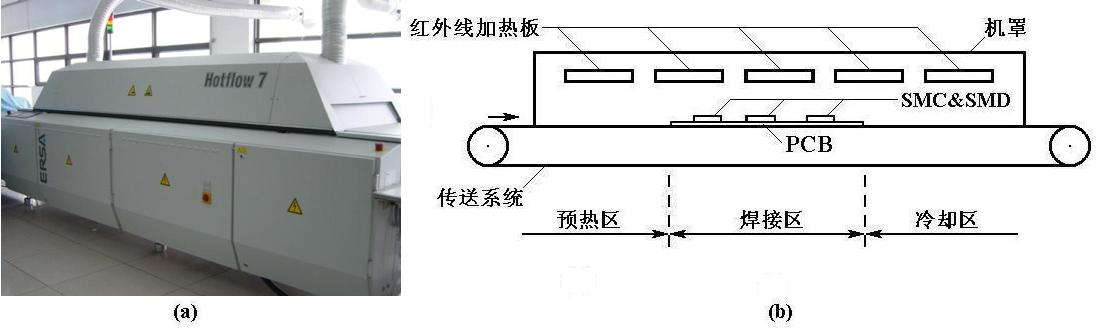 Hotflow 7
ERSA
(a)
红外线加热板
机罩
SMC&SMD
PCB
传送系统
预热区
焊接区
冷却区
(b)